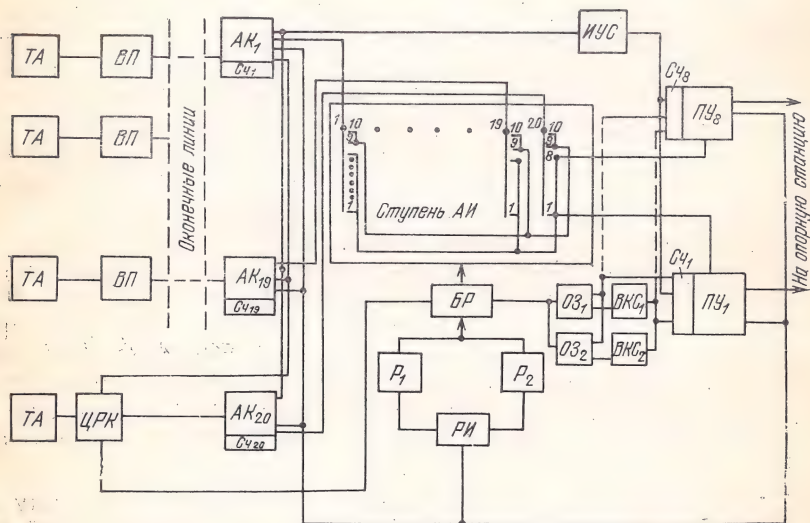 ТА
ВП
АК₁
Сч₁
ИУС
Сч₈
ПУ₈
ТА
ВП
Оконечные линии
1 10
9
1
19 10
9
1
20 10
9
8
1
Ступень АИ
На опорную станцию
ТА
ВП
АК₁₉
Сч₁₉
БР
ОЗ₁
ВКС₁
Сч₁
ПУ₁
ОЗ₂
ВКС₂
Р₁
Р₂
ТА
ЦРК
АК₂₀
Сч₂₀
РИ